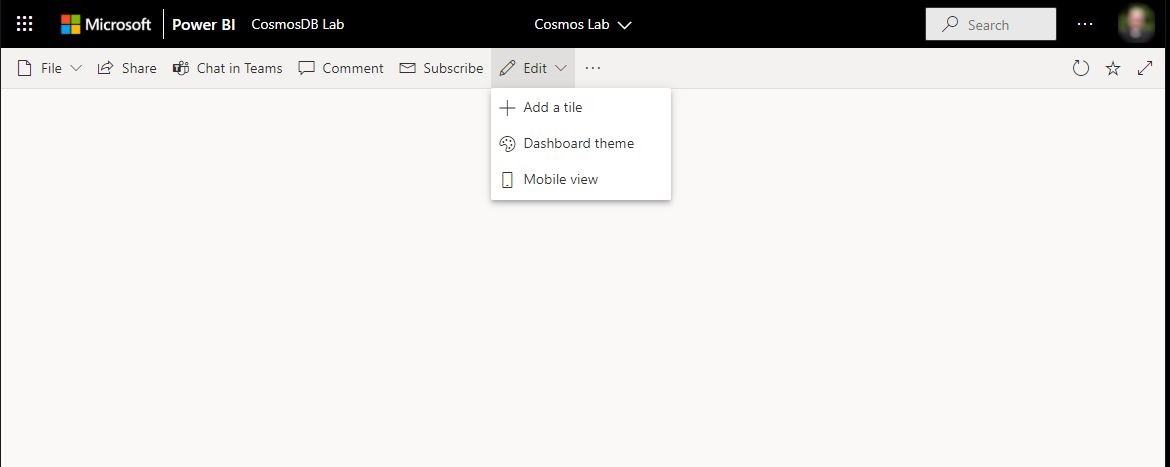 Microsoft Power BI CosmosDB Lab Cosmos Lab Search ...
File Share Chat in Teams Comment Subscribe Edit ...
Add a tile
Dashboard theme
Mobile view